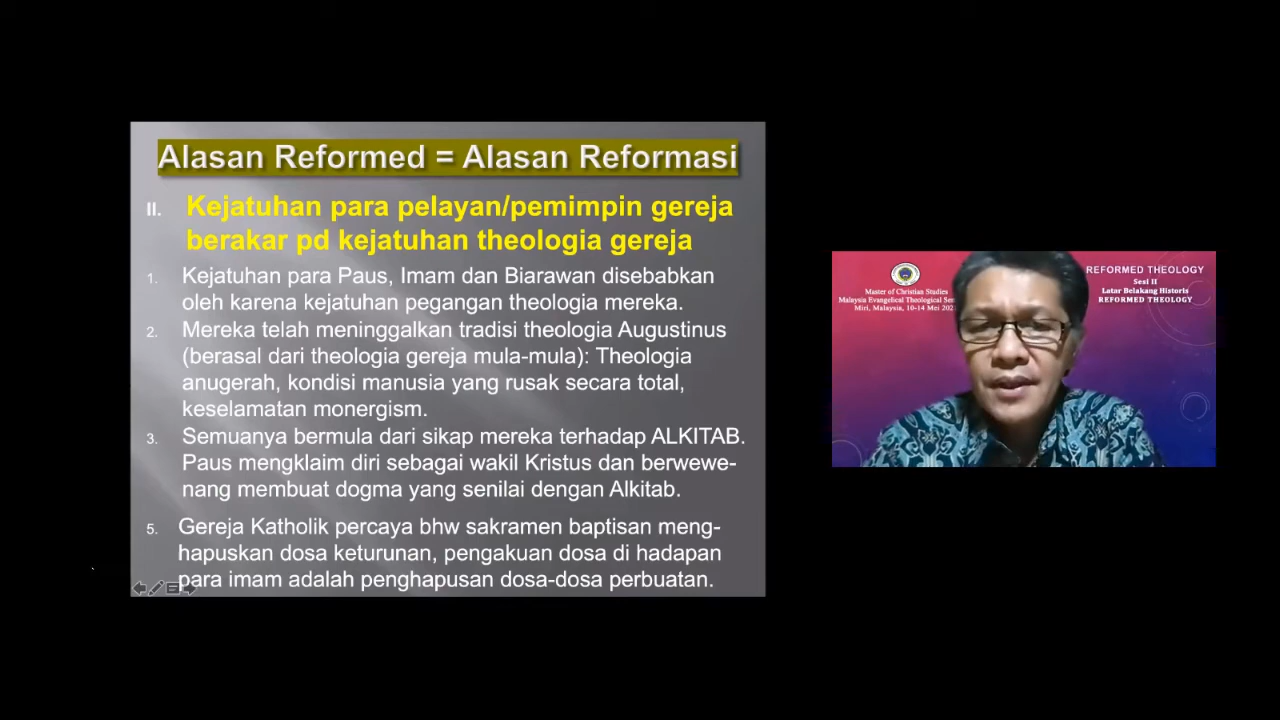 Alasan Reformed = Alasan Reformasi
II. Kejatuhan para pelayan/pemimpin gereja
berakar pd kejatuhan theologia gereja
1. Kejatuhan para Paus, Imam dan Biarawan disebabkan
oleh karena kejatuhan pegangan theologia mereka.
2. Mereka telah meninggalkan tradisi theologia Augustinus
(berasal dari theologia gereja mula-mula): Theologia
anugerah, kondisi manusia yang rusak secara total,
keselamatan monergism.
3. Semuanya bermula dari sikap mereka terhadap ALKITAB.
Paus mengklaim diri sebagai wakil Kristus dan berwewe-
nang membuat dogma yang senilai dengan Alkitab.
5. Gereja Katholik percaya bhw sakramen baptisan meng-
hapuskan dosa keturunan, pengakuan dosa di hadapan
para imam adalah penghapusan dosa-dosa perbuatan.
Master of Christian Studies
Malaysia Evangelical Theological
Miri, Malaysia, 10-14 Mei
REFORMED THEOLOGY
Sesi II
Latar Belakang Historis
REFORMED THEOLOGY